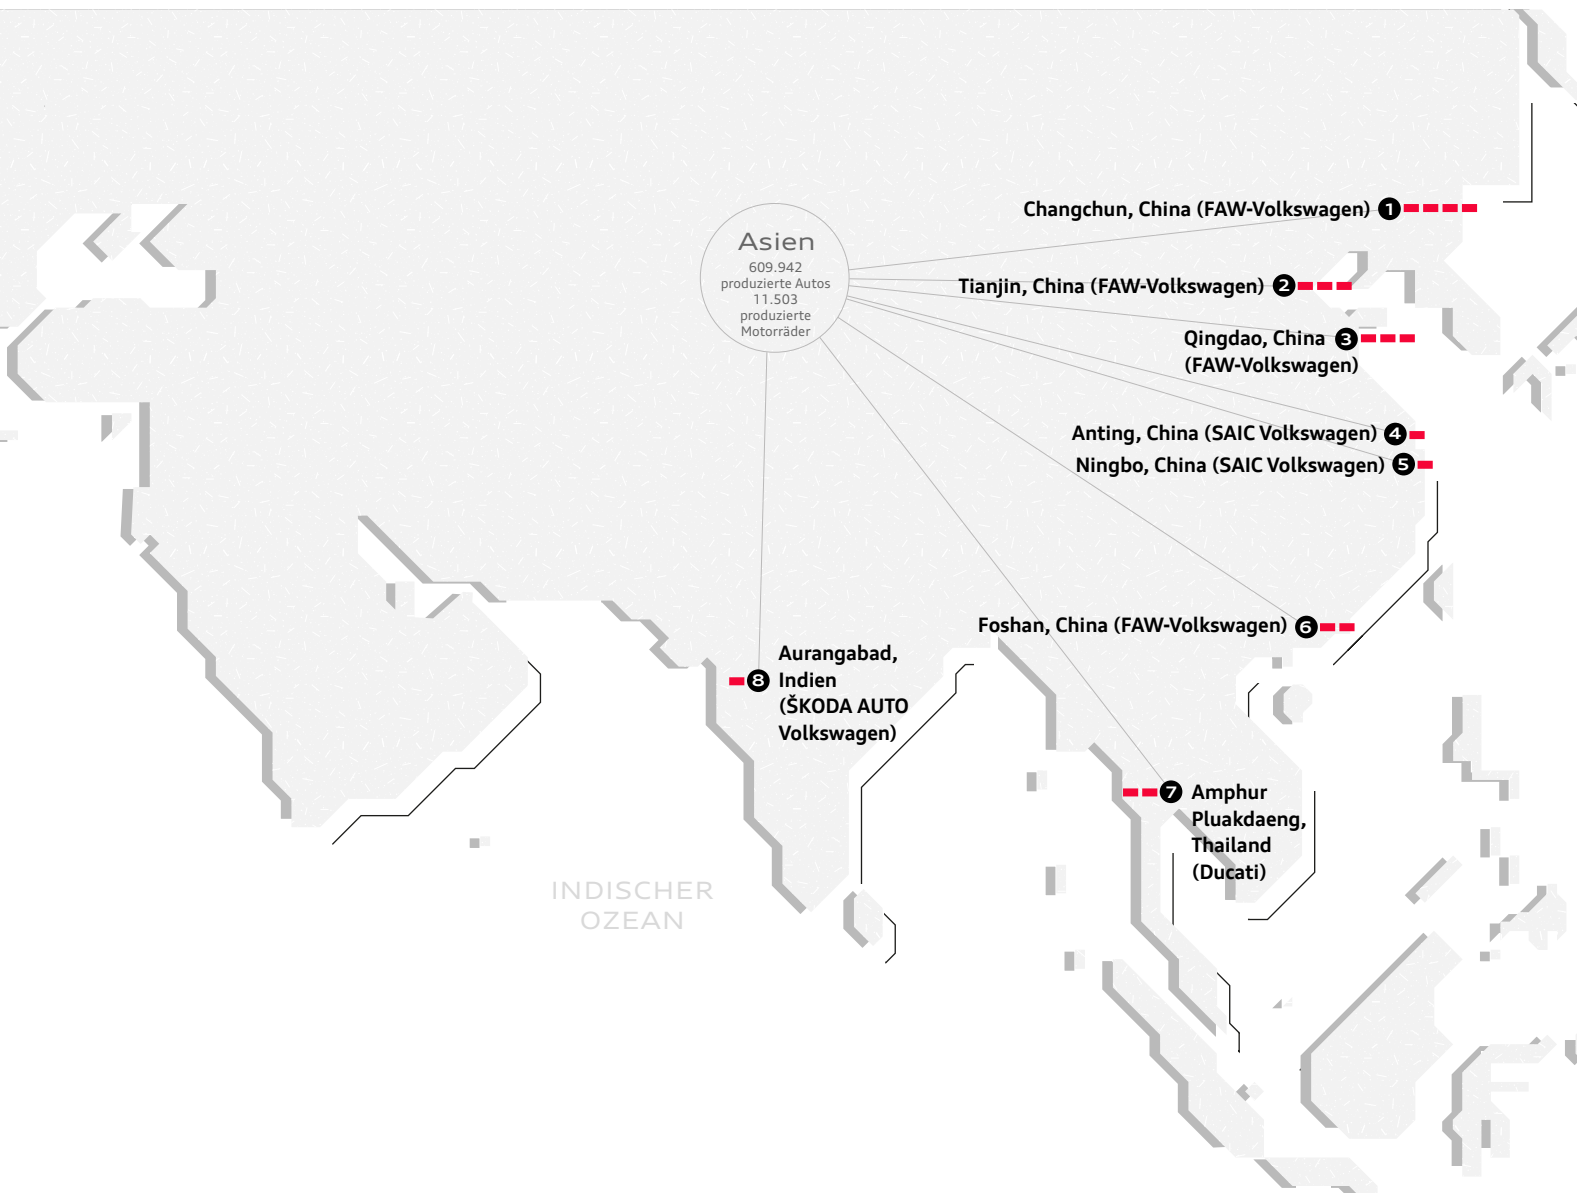 Changchun, China (FAW-Volkswagen) 1
Asien
609.942
produzierte Autos
11.503
produzierte
Motorräder
Tianjin, China (FAW-Volkswagen) 2
Qingdao, China 3
(FAW-Volkswagen)
Anting, China (SAIC Volkswagen) 4
Ningbo, China (SAIC Volkswagen) 5
Foshan, China (FAW-Volkswagen) 6
8 Aurangabad,
Indien
(ŠKODA AUTO
Volkswagen)
7 Amphur
Pluakdaeng,
Thailand
(Ducati)
INDISCHER
OZEAN